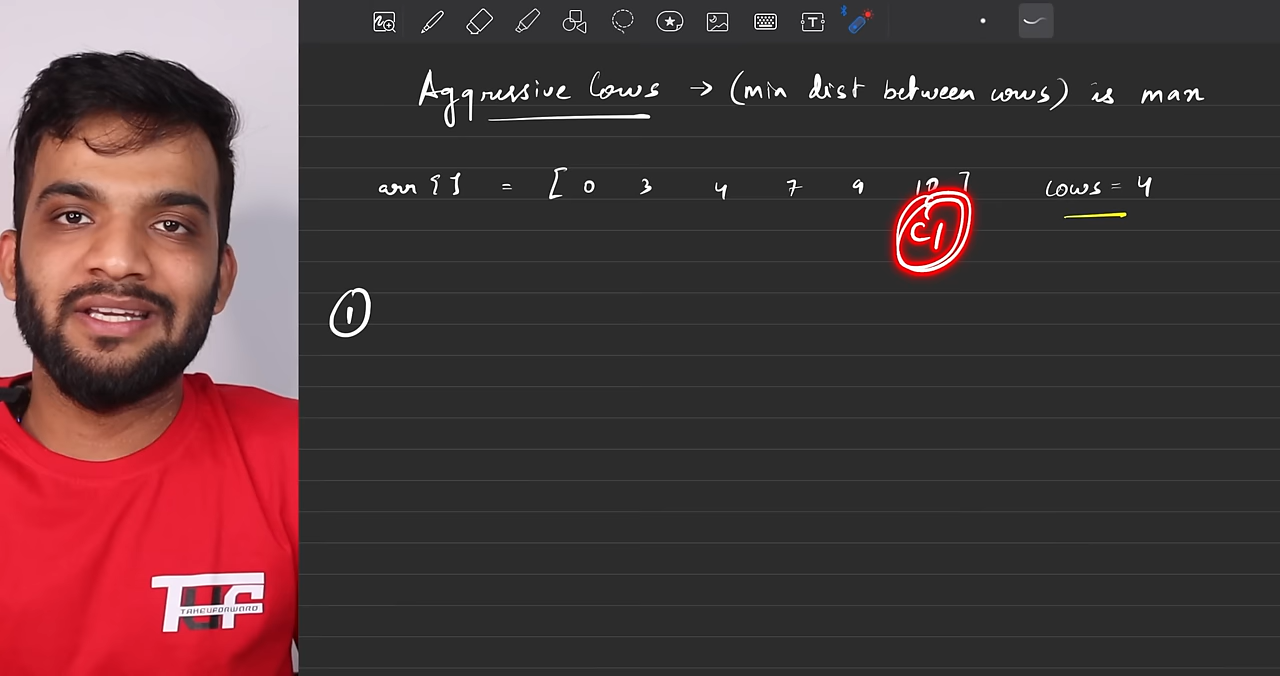 Aggressive Cows → (min dist between cows) is max
arr [ ] = [ 0 3 4 7 9 10 ] cows = 4
C1
1
TUF
TAKEUFORWARD